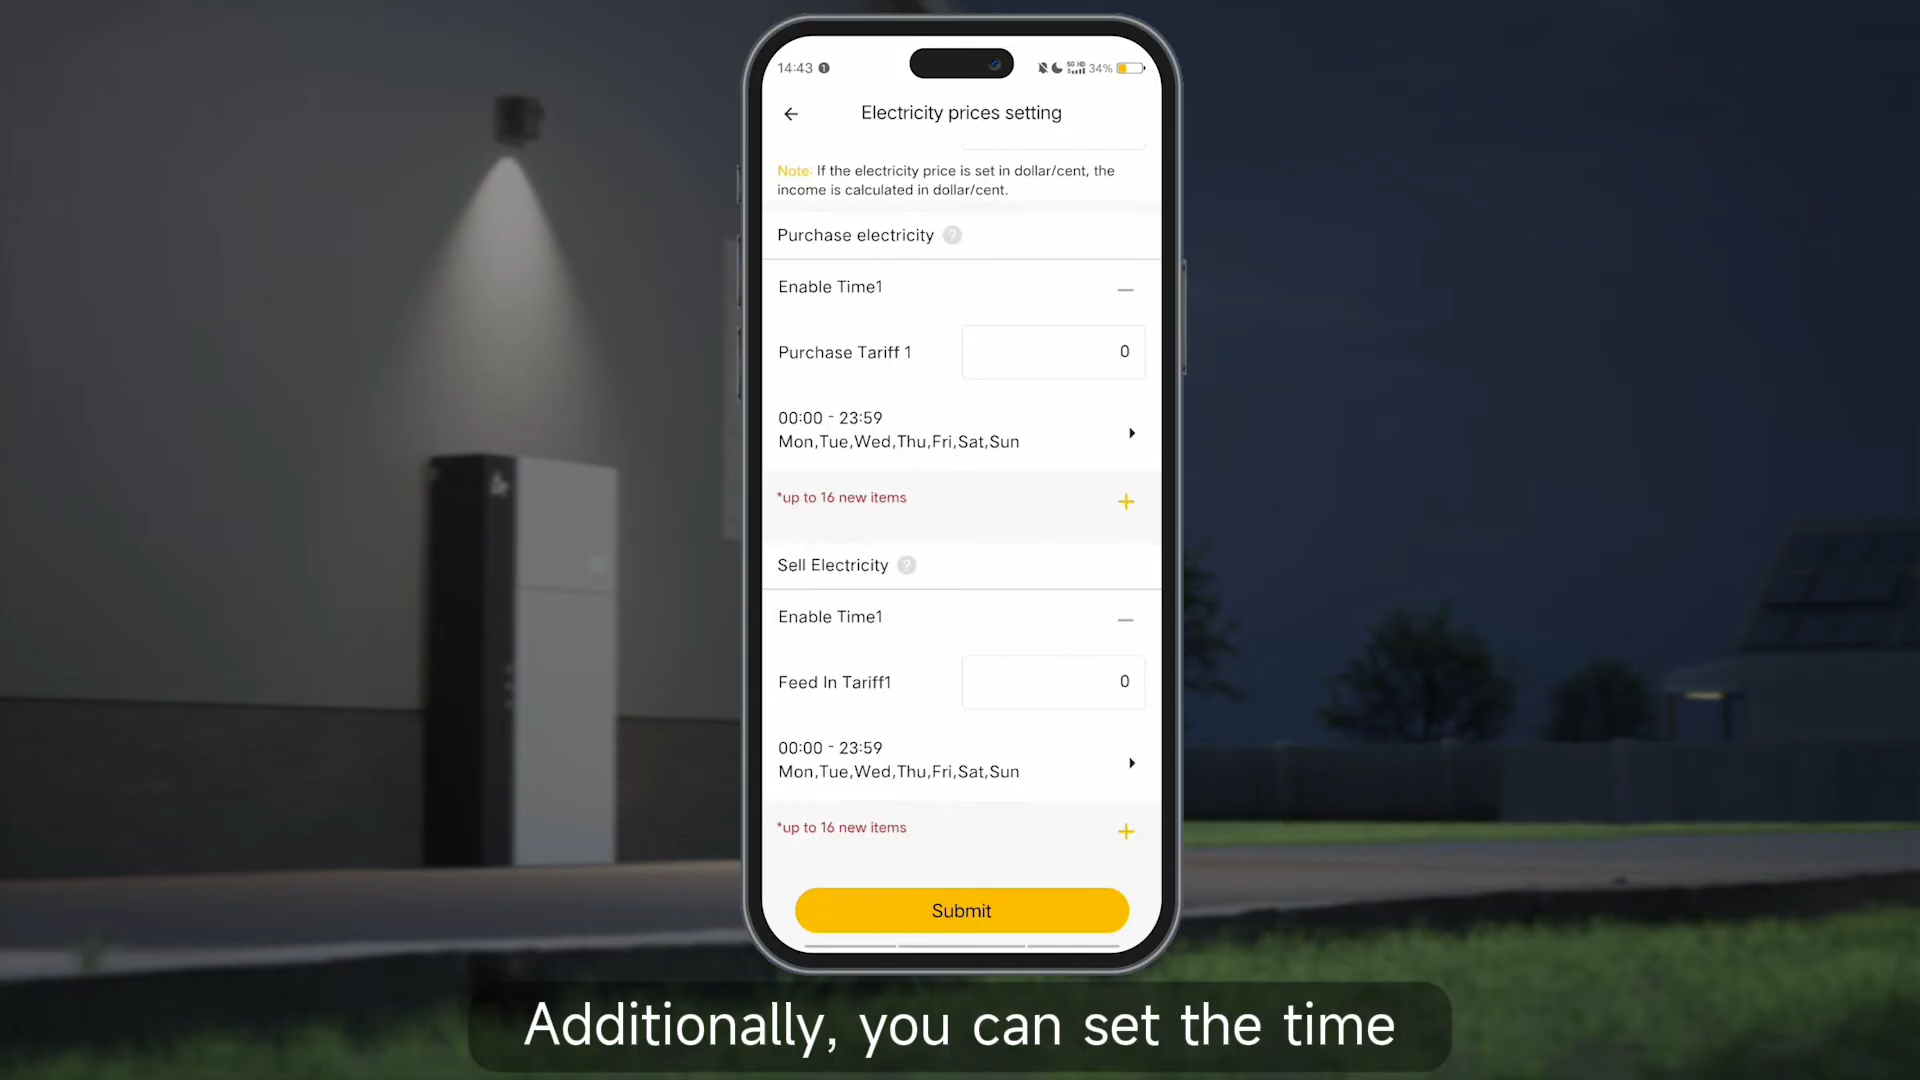 14:43
5G HD
34%
Electricity prices setting
Note: If the electricity price is set in dollar/cent, the
income is calculated in dollar/cent.
Purchase electricity ?
Enable Time1
Purchase Tariff 1
0
00:00 - 23:59
Mon,Tue,Wed,Thu,Fri,Sat,Sun
*up to 16 new items
Sell Electricity ?
Enable Time1
Feed In Tariff1
0
00:00 - 23:59
Mon,Tue,Wed,Thu,Fri,Sat,Sun
*up to 16 new items
Submit
Additionally, you can set the time